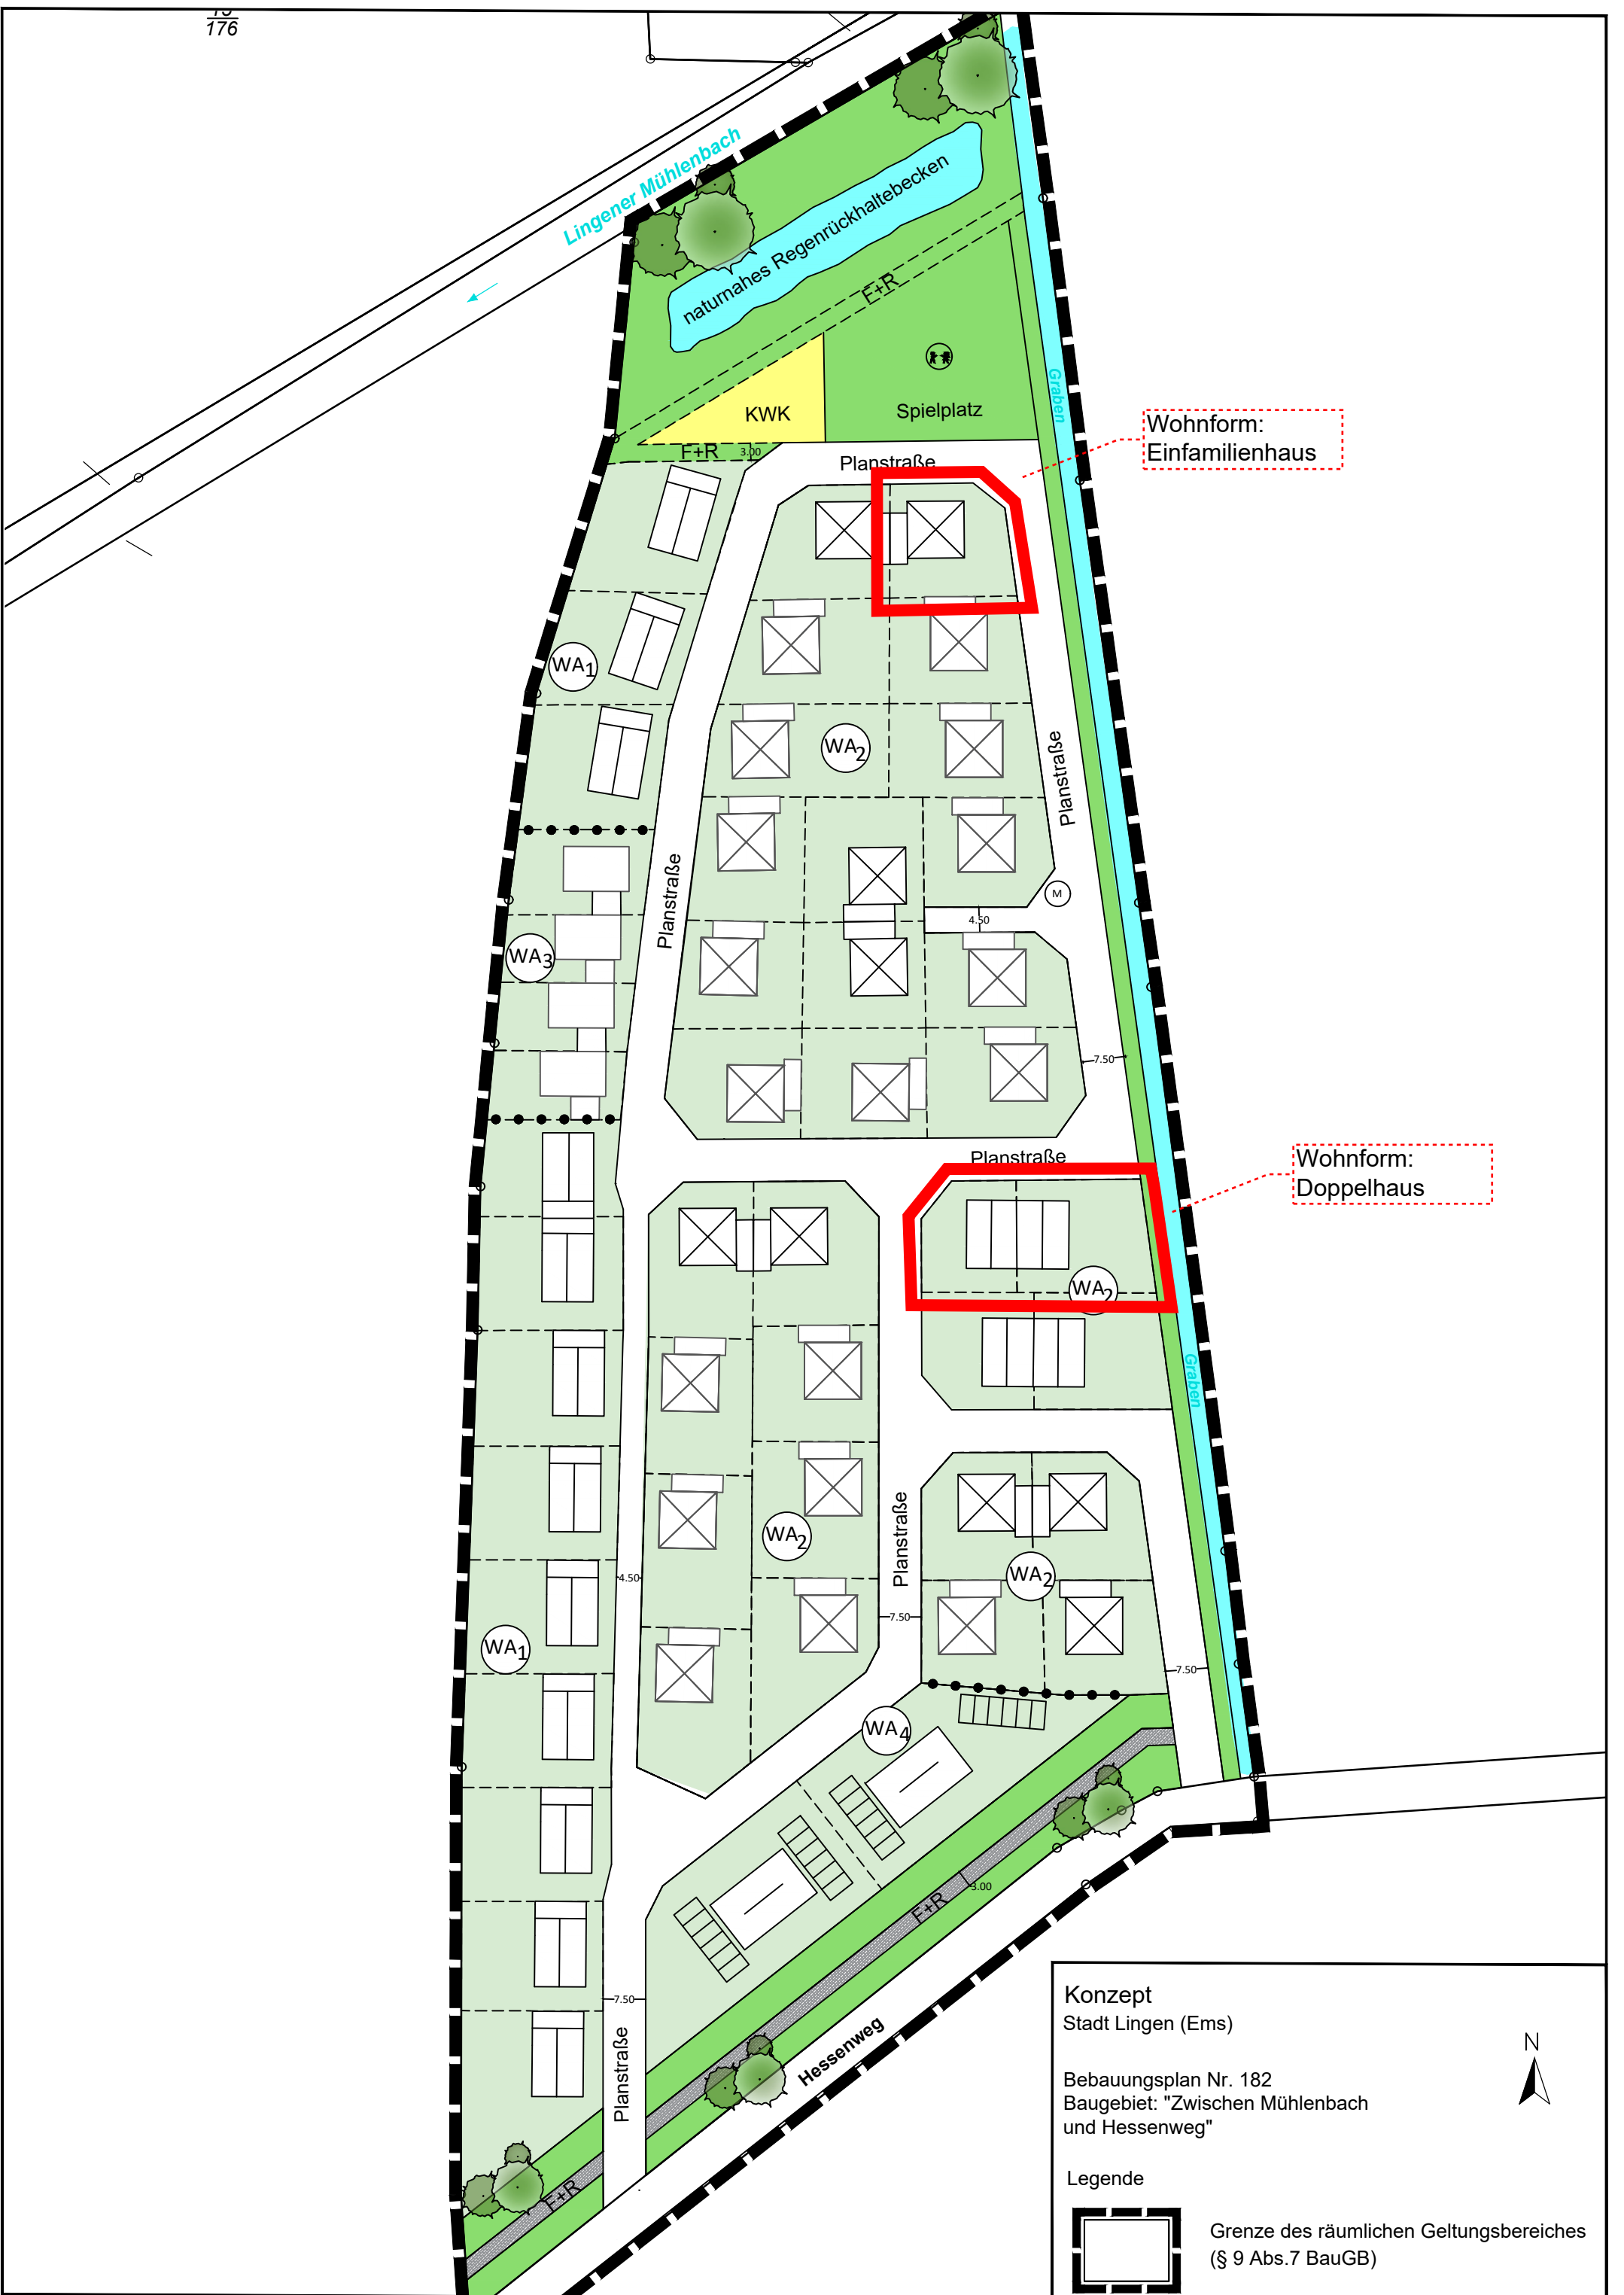 176
Lingener Mühlenbach
naturnahes Regenrückhaltebecken
F+R
Graben
KWK
Spielplatz
Wohnform:
Einfamilienhaus
F+R
3.00
Planstraße
WA1
WA2
Planstraße
Planstraße
M
4.50
WA3
7.50
Planstraße
Wohnform:
Doppelhaus
WA2
Graben
Planstraße
WA2
WA2
4.50
7.50
WA1
7.50
WA4
3.00
F+R
7.50
Planstraße
Hessenweg
F+R
Konzept
Stadt Lingen (Ems)
N
Bebauungsplan Nr. 182
Baugebiet: "Zwischen Mühlenbach
und Hessenweg"
Legende
Grenze des räumlichen Geltungsbereiches
(§ 9 Abs.7 BauGB)